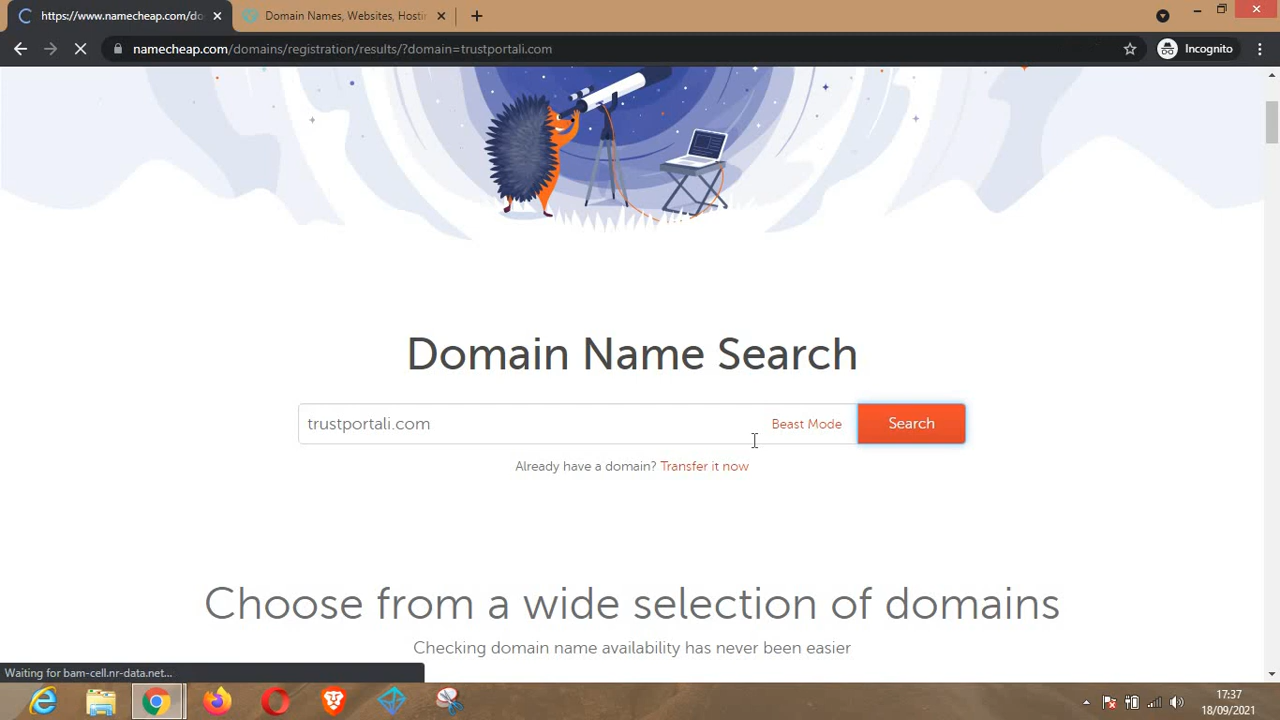 https://www.namecheap.com/do
Domain Names, Websites, Hostin
namecheap.com/domains/registration/results/?domain=trustportali.com
Incognito
Domain Name Search
trustportali.com
Beast Mode
Search
Already have a domain? Transfer it now
Choose from a wide selection of domains
Checking domain name availability has never been easier
Waiting for bam-cell.nr-data.net...
17:37
18/09/2021